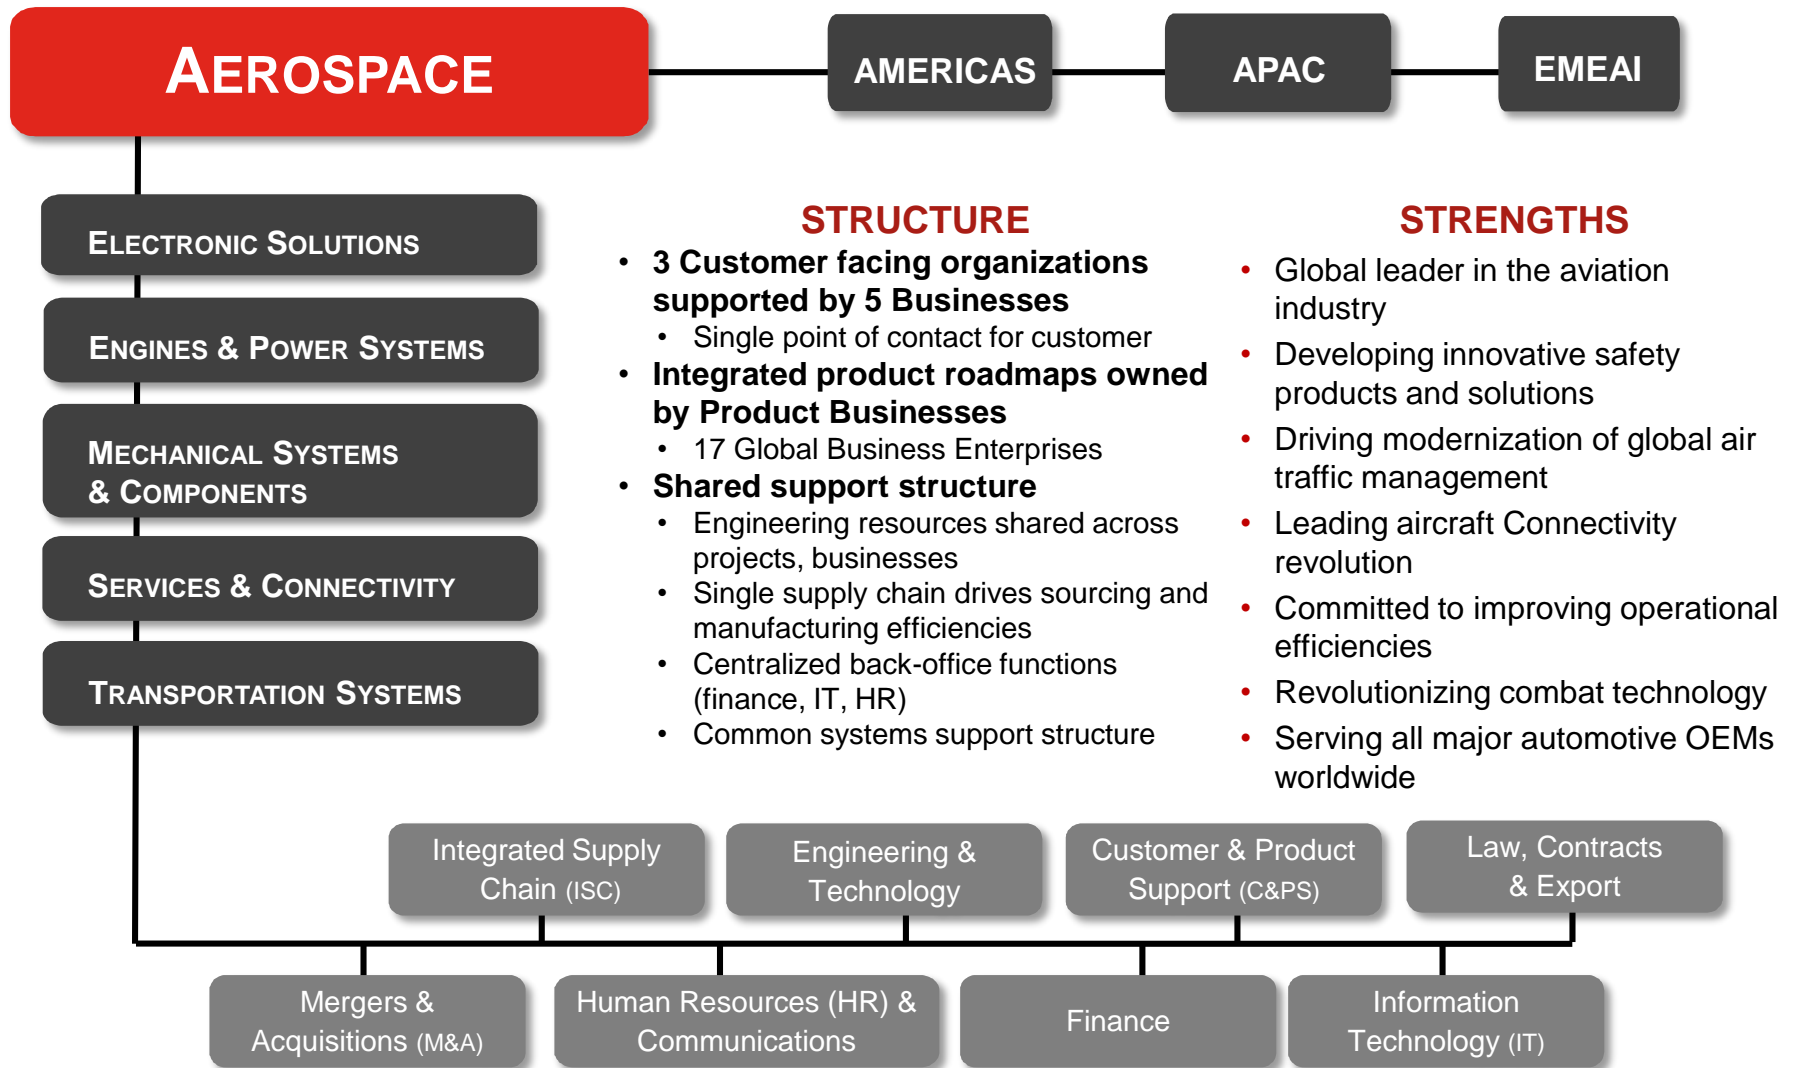 AEROSPACE
AMERICAS
APAC
EMEAI
ELECTRONIC SOLUTIONS
ENGINES & POWER SYSTEMS
MECHANICAL SYSTEMS
& COMPONENTS
SERVICES & CONNECTIVITY
TRANSPORTATION SYSTEMS
STRUCTURE
• 3 Customer facing organizations
supported by 5 Businesses
• Single point of contact for customer
• Integrated product roadmaps owned
by Product Businesses
• 17 Global Business Enterprises
• Shared support structure
• Engineering resources shared across
projects, businesses
• Single supply chain drives sourcing and
manufacturing efficiencies
• Centralized back-office functions
(finance, IT, HR)
• Common systems support structure
STRENGTHS
• Global leader in the aviation
industry
• Developing innovative safety
products and solutions
• Driving modernization of global air
traffic management
• Leading aircraft Connectivity
revolution
• Committed to improving operational
efficiencies
• Revolutionizing combat technology
• Serving all major automotive OEMs
worldwide
Integrated Supply
Chain (ISC)
Engineering &
Technology
Customer & Product
Support (C&PS)
Law, Contracts
& Export
Mergers &
Acquisitions (M&A)
Human Resources (HR) &
Communications
Finance
Information
Technology (IT)